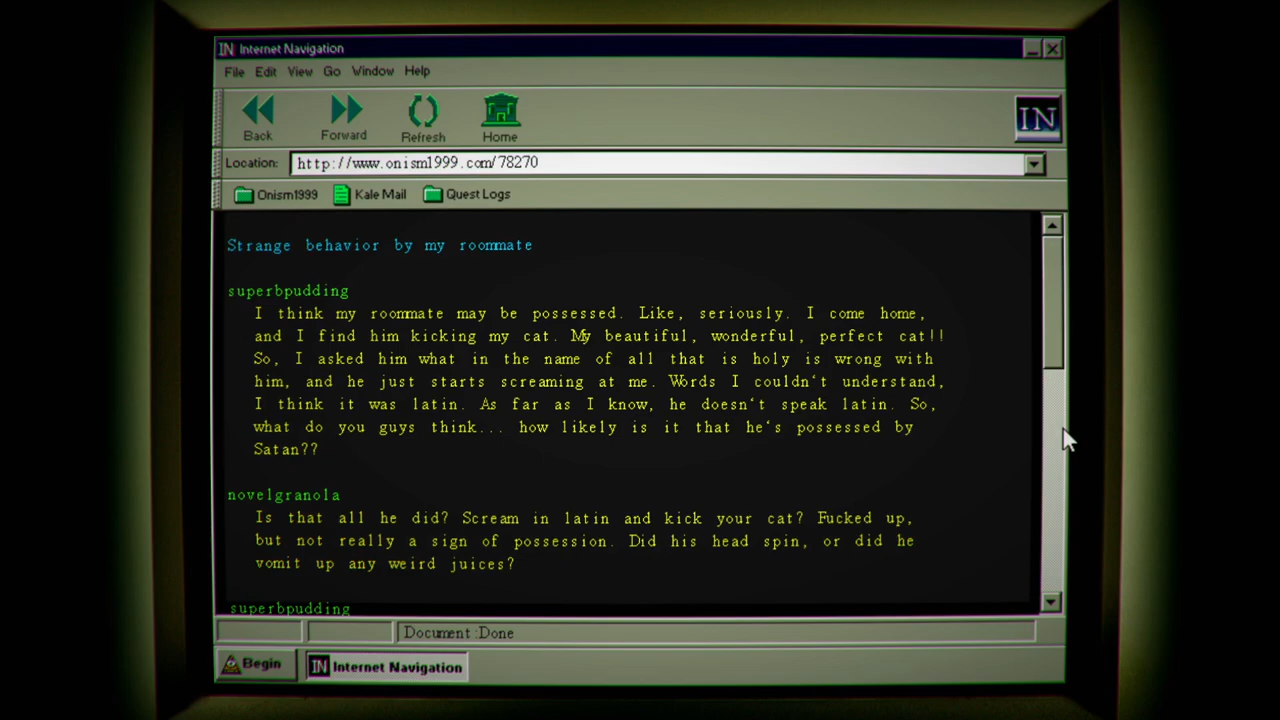 IN Internet Navigation
File Edit View Go Window Help
Back Forward Refresh Home
IN
Location: http://www.onism1999.com/78270
Onism1999 Kale Mail Quest Logs
Strange behavior by my roommate
superbpudding
I think my roommate may be possessed. Like, seriously. I come home,
and I find him kicking my cat. My beautiful, wonderful, perfect cat!!
So, I asked him what in the name of all that is holy is wrong with
him, and he just starts screaming at me. Words I couldn't understand,
I think it was latin. As far as I know, he doesn't speak latin. So,
what do you guys think... how likely is it that he's possessed by
Satan??
novelgranola
Is that all he did? Scream in latin and kick your cat? Fucked up,
but not really a sign of possession. Did his head spin, or did he
vomit up any weird juices?
superbpudding
Document :Done
Begin IN Internet Navigation